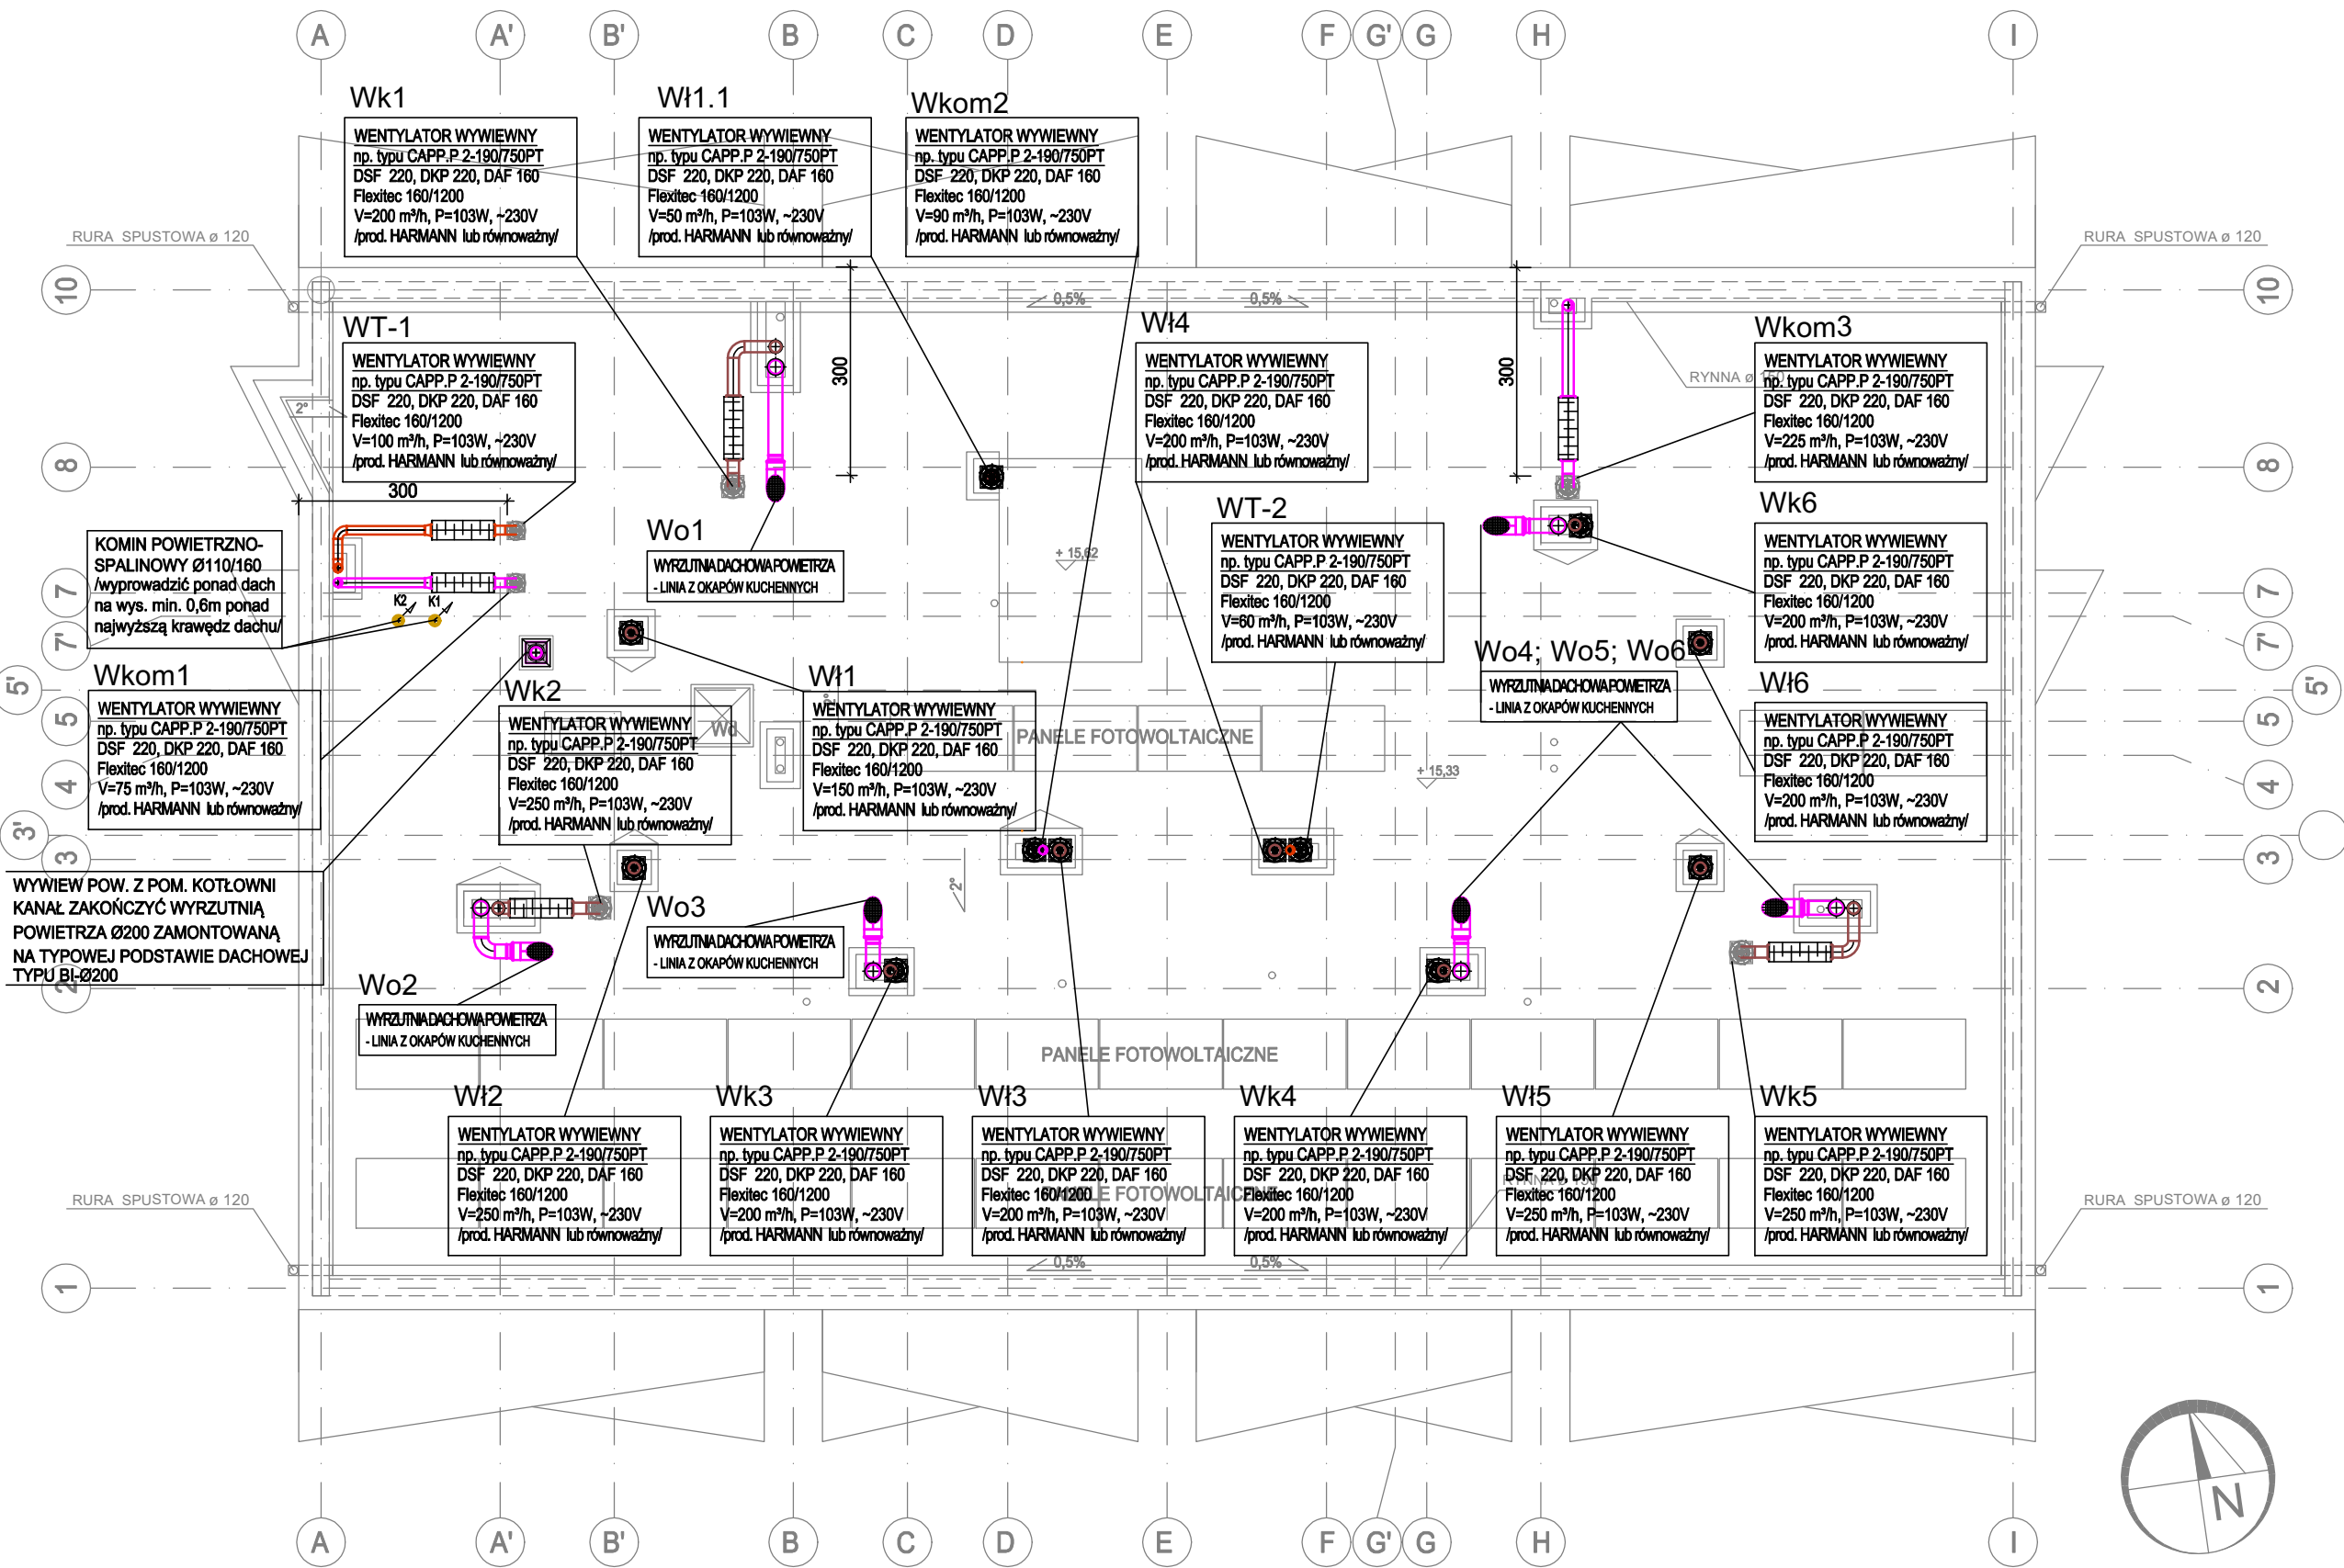 A A' B' B C D E F G' G H I
Wk1
WENTYLATOR WYWIEWNY
np. typu CAPP.P 2-190/750PT
DSF 220, DKP 220, DAF 160
Flexitec 160/1200
V=200 m³/h, P=103W, ~230V
/prod. HARMANN lub równoważny/
Wł1.1
WENTYLATOR WYWIEWNY
np. typu CAPP.P 2-190/750PT
DSF 220, DKP 220, DAF 160
Flexitec 160/1200
V=50 m³/h, P=103W, ~230V
/prod. HARMANN lub równoważny/
Wkom2
WENTYLATOR WYWIEWNY
np. typu CAPP.P 2-190/750PT
DSF 220, DKP 220, DAF 160
Flexitec 160/1200
V=90 m³/h, P=103W, ~230V
/prod. HARMANN lub równoważny/
RURA SPUSTOWA ø 120
RURA SPUSTOWA ø 120
10
0,5%
0,5%
10
WT-1
WENTYLATOR WYWIEWNY
np. typu CAPP.P 2-190/750PT
DSF 220, DKP 220, DAF 160
Flexitec 160/1200
V=100 m³/h, P=103W, ~230V
/prod. HARMANN lub równoważny/
2°
300
300
Wł4
WENTYLATOR WYWIEWNY
np. typu CAPP.P 2-190/750PT
DSF 220, DKP 220, DAF 160
Flexitec 160/1200
V=200 m³/h, P=103W, ~230V
/prod. HARMANN lub równoważny/
300
RYNNA ø 150
Wkom3
WENTYLATOR WYWIEWNY
np. typu CAPP.P 2-190/750PT
DSF 220, DKP 220, DAF 160
Flexitec 160/1200
V=225 m³/h, P=103W, ~230V
/prod. HARMANN lub równoważny/
8
8
KOMIN POWIETRZNO-
SPALINOWY Ø110/160
/wyprowadzić ponad dach
na wys. min. 0,6m ponad
najwyższą krawędz dachu/
K2 K1
Wo1
WYRZUTNIA DACHOWA POWIETRZA
- LINIA Z OKAPÓW KUCHENNYCH
+ 15,62
WT-2
WENTYLATOR WYWIEWNY
np. typu CAPP.P 2-190/750PT
DSF 220, DKP 220, DAF 160
Flexitec 160/1200
V=60 m³/h, P=103W, ~230V
/prod. HARMANN lub równoważny/
Wk6
WENTYLATOR WYWIEWNY
np. typu CAPP.P 2-190/750PT
DSF 220, DKP 220, DAF 160
Flexitec 160/1200
V=200 m³/h, P=103W, ~230V
/prod. HARMANN lub równoważny/
7
7
7'
7'
5'
5'
5
5
4
4
3'
3
3
Wkom1
WENTYLATOR WYWIEWNY
np. typu CAPP.P 2-190/750PT
DSF 220, DKP 220, DAF 160
Flexitec 160/1200
V=75 m³/h, P=103W, ~230V
/prod. HARMANN lub równoważny/
Wk2
WENTYLATOR WYWIEWNY
np. typu CAPP.P 2-190/750PT
DSF 220, DKP 220, DAF 160
Flexitec 160/1200
V=250 m³/h, P=103W, ~230V
/prod. HARMANN lub równoważny/
Wd
Wł1
2°
WENTYLATOR WYWIEWNY
np. typu CAPP.P 2-190/750PT
DSF 220, DKP 220, DAF 160
Flexitec 160/1200
V=150 m³/h, P=103W, ~230V
/prod. HARMANN lub równoważny/
PANELE FOTOWOLTAICZNE
+ 15,33
Wo4; Wo5; Wo6
WYRZUTNIA DACHOWA POWIETRZA
- LINIA Z OKAPÓW KUCHENNYCH
Wł6
WENTYLATOR WYWIEWNY
np. typu CAPP.P 2-190/750PT
DSF 220, DKP 220, DAF 160
Flexitec 160/1200
V=200 m³/h, P=103W, ~230V
/prod. HARMANN lub równoważny/
WYWIEW POW. Z POM. KOTŁOWNI
KANAŁ ZAKOŃCZYĆ WYRZUTNIĄ
POWIETRZA Ø200 ZAMONTOWANĄ
NA TYPOWEJ PODSTAWIE DACHOWEJ
TYPU BI-Ø200
2
2
2°
Wo3
WYRZUTNIA DACHOWA POWIETRZA
- LINIA Z OKAPÓW KUCHENNYCH
Wo2
WYRZUTNIA DACHOWA POWIETRZA
- LINIA Z OKAPÓW KUCHENNYCH
PANELE FOTOWOLTAICZNE
Wł2
WENTYLATOR WYWIEWNY
np. typu CAPP.P 2-190/750PT
DSF 220, DKP 220, DAF 160
Flexitec 160/1200
V=250 m³/h, P=103W, ~230V
/prod. HARMANN lub równoważny/
Wk3
WENTYLATOR WYWIEWNY
np. typu CAPP.P 2-190/750PT
DSF 220, DKP 220, DAF 160
Flexitec 160/1200
V=200 m³/h, P=103W, ~230V
/prod. HARMANN lub równoważny/
Wł3
WENTYLATOR WYWIEWNY
np. typu CAPP.P 2-190/750PT
DSF 220, DKP 220, DAF 160
Flexitec 160/1200
V=200 m³/h, P=103W, ~230V
/prod. HARMANN lub równoważny/
PANELE FOTOWOLTAICZNE
Wk4
WENTYLATOR WYWIEWNY
np. typu CAPP.P 2-190/750PT
DSF 220, DKP 220, DAF 160
Flexitec 160/1200
V=200 m³/h, P=103W, ~230V
/prod. HARMANN lub równoważny/
Wł5
WENTYLATOR WYWIEWNY
np. typu CAPP.P 2-190/750PT
DSF 220, DKP 220, DAF 160
RYNNA ø 150
Flexitec 160/1200
V=250 m³/h, P=103W, ~230V
/prod. HARMANN lub równoważny/
Wk5
WENTYLATOR WYWIEWNY
np. typu CAPP.P 2-190/750PT
DSF 220, DKP 220, DAF 160
Flexitec 160/1200
V=250 m³/h, P=103W, ~230V
/prod. HARMANN lub równoważny/
RURA SPUSTOWA ø 120
RURA SPUSTOWA ø 120
0,5%
0,5%
1
1
N
A A' B' B C D E F G' G H I